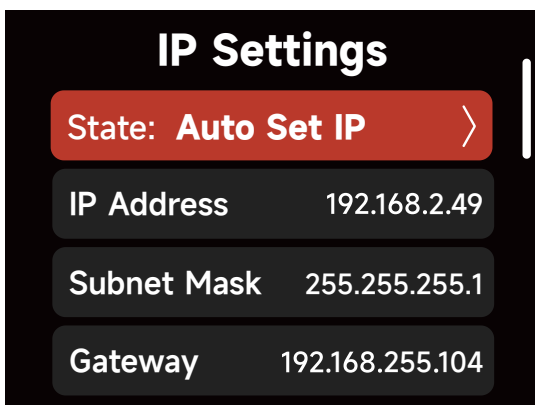 IP Settings
State: Auto Set IP
IP Address 192.168.2.49
Subnet Mask 255.255.255.1
Gateway 192.168.255.104